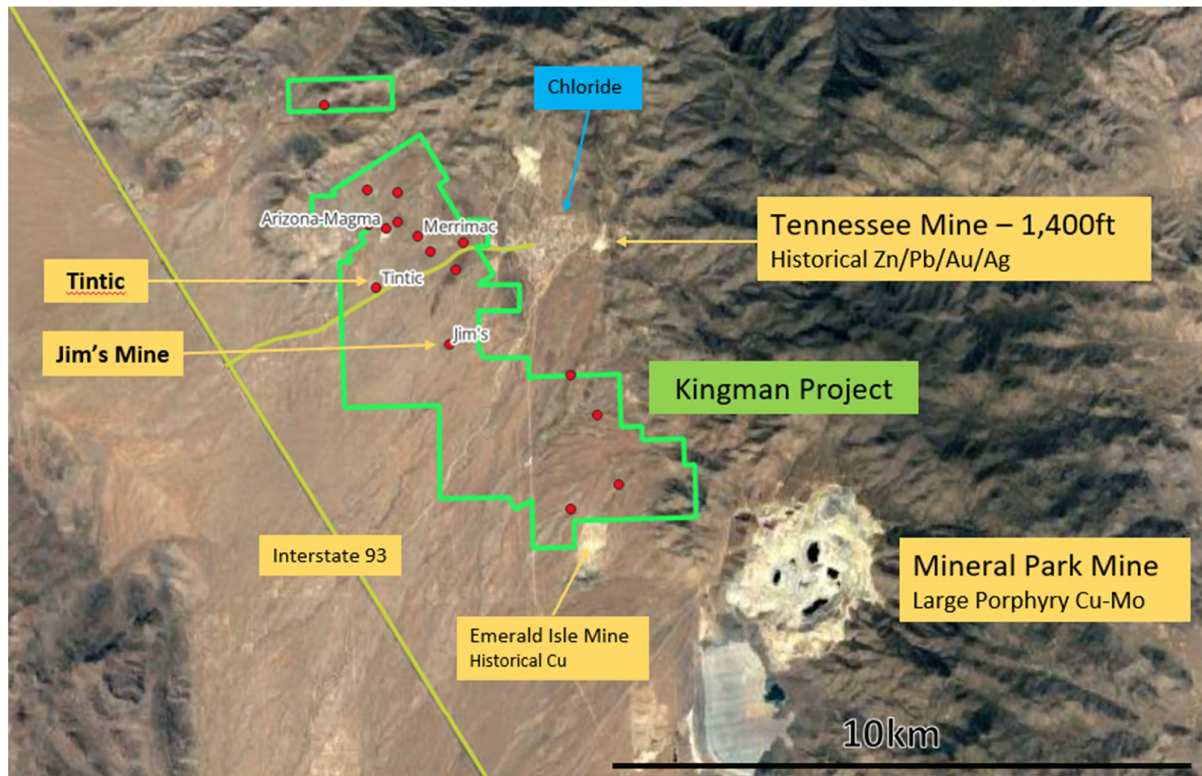 Chloride
Arizona-Magma
Merrimac
Tennessee Mine – 1,400ft
Historical Zn/Pb/Au/Ag
Tintic
Tintic
Jim's
Jim's Mine
Kingman Project
Interstate 93
Mineral Park Mine
Large Porphyry Cu-Mo
Emerald Isle Mine
Historical Cu
10km